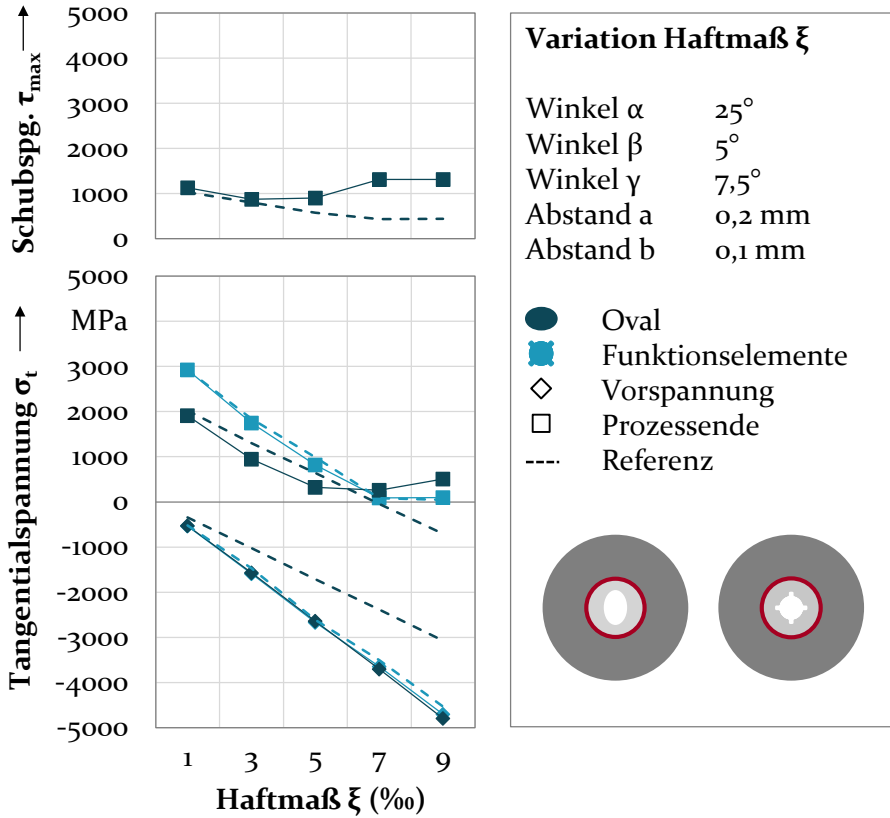 Schubspg. τmax
5000
4000
3000
2000
1000
0
Tangentialspannung σt
5000
MPa
3000
2000
1000
0
-1000
-2000
-3000
-4000
-5000
1 3 5 7 9
Haftmaß ξ (‰)
Variation Haftmaß ξ
Winkel α 25°
Winkel β 5°
Winkel γ 7,5°
Abstand a 0,2 mm
Abstand b 0,1 mm
Oval
Funktionselemente
Vorspannung
Prozessende
Referenz